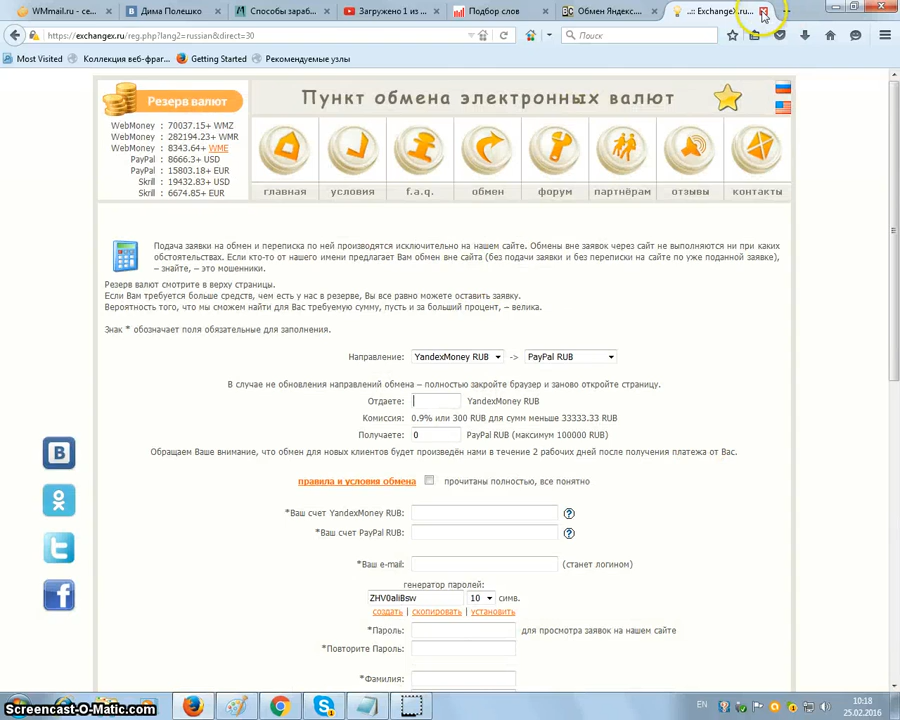 WMmail.ru - се...
Дима Полешко
Способы зараб...
Загружено 1 из ...
Подбор слов
Обмен Яндекс....
..:: ExchangeX.ru...
https://exchangex.ru/reg.php?lang2=russian&direct=30
Поиск
Most Visited
Коллекция веб-фраг...
Getting Started
Рекомендуемые узлы
Резерв валют
Пункт обмена электронных валют
WebMoney : 70037.15+ WMZ
WebMoney : 282194.23+ WMR
WebMoney : 8343.64+ WME
PayPal : 8666.3+ USD
PayPal : 15803.18+ EUR
Skrill : 19432.83+ USD
Skrill : 6674.85+ EUR
главная
условия
f.a.q.
обмен
форум
партнёрам
отзывы
контакты
Подача заявки на обмен и переписка по ней производятся исключительно на нашем сайте. Обмены вне заявок через сайт не выполняются ни при каких
обстоятельствах. Если кто-то от нашего имени предлагает Вам обмен вне сайта (без подачи заявки и без переписки на сайте по уже поданной заявке),
– знайте, – это мошенники.
Резерв валют смотрите в верху страницы.
Если Вам требуется больше средств, чем есть у нас в резерве, Вы все равно можете оставить заявку.
Вероятность того, что мы сможем найти для Вас требуемую сумму, пусть и за больший процент, – велика.
Знак * обозначает поля обязательные для заполнения.
Направление: YandexMoney RUB -> PayPal RUB
В случае не обновления направлений обмена – полностью закройте браузер и заново откройте страницу.
Отдаете: YandexMoney RUB
Комиссия: 0.9% или 300 RUB для сумм меньше 33333.33 RUB
Получаете: 0 PayPal RUB (максимум 100000 RUB)
Обращаем Ваше внимание, что обмен для новых клиентов будет произведён нами в течение 2 рабочих дней после получения платежа от Вас.
правила и условия обмена прочитаны полностью, все понятно
*Ваш счет YandexMoney RUB:
*Ваш счет PayPal RUB:
*Ваш e-mail: (станет логином)
генератор паролей:
ZHV0aliBsw 10 симв.
создать | скопировать | установить
*Пароль: для просмотра заявок на нашем сайте
*Повторите Пароль:
*Фамилия:
EN
10:18
25.02.2016
Screencast-O-Matic.com